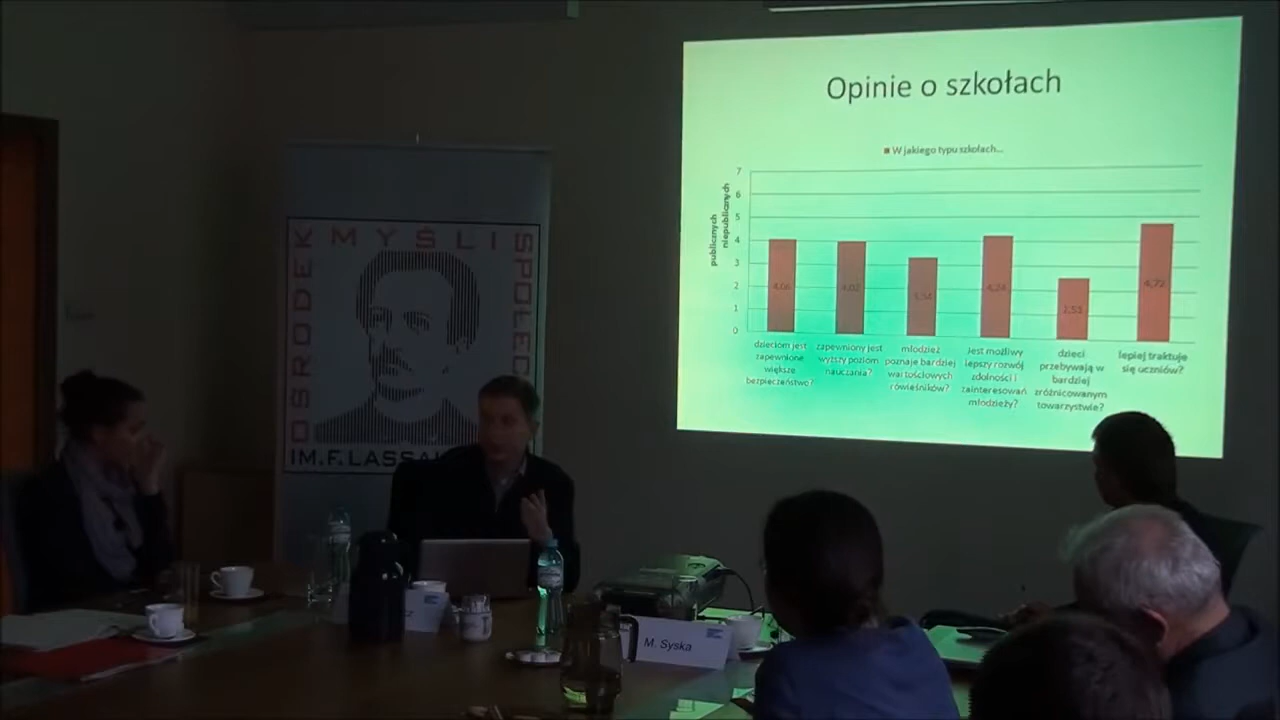 Opinie o szkołach
W jakiego typu szkołach...
publicznych
niepublicznych
7
6
5
4
3
2
1
0
4,06
4,02
3,34
4,24
2,53
4,72
dzieciom jest
zapewnione
większe
bezpieczeństwo?
zapewniony jest
wyższy poziom
nauczania?
młodzież
poznaje bardziej
wartościowych
rówieśników?
Jest możliwy
lepszy rozwój
zdolności i
zainteresowań
młodzieży?
dzieci
przebywają w
bardziej
zróżnicowanym
towarzystwie?
lepiej traktuje
się uczniów?
OŚRODEK
MYŚLI
SPOŁEC
IM.F.LASSA
M. Syska